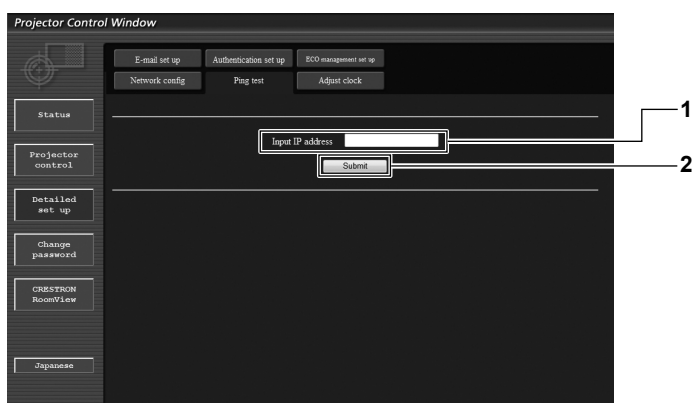 Projector Control Window
E-mail set up
Authentication set up
ECO management set up
Network config
Ping test
Adjust clock
Status
Projector
control
Detailed
set up
Change
password
CRESTRON
RoomView
Japanese
Input IP address
Submit
1
2